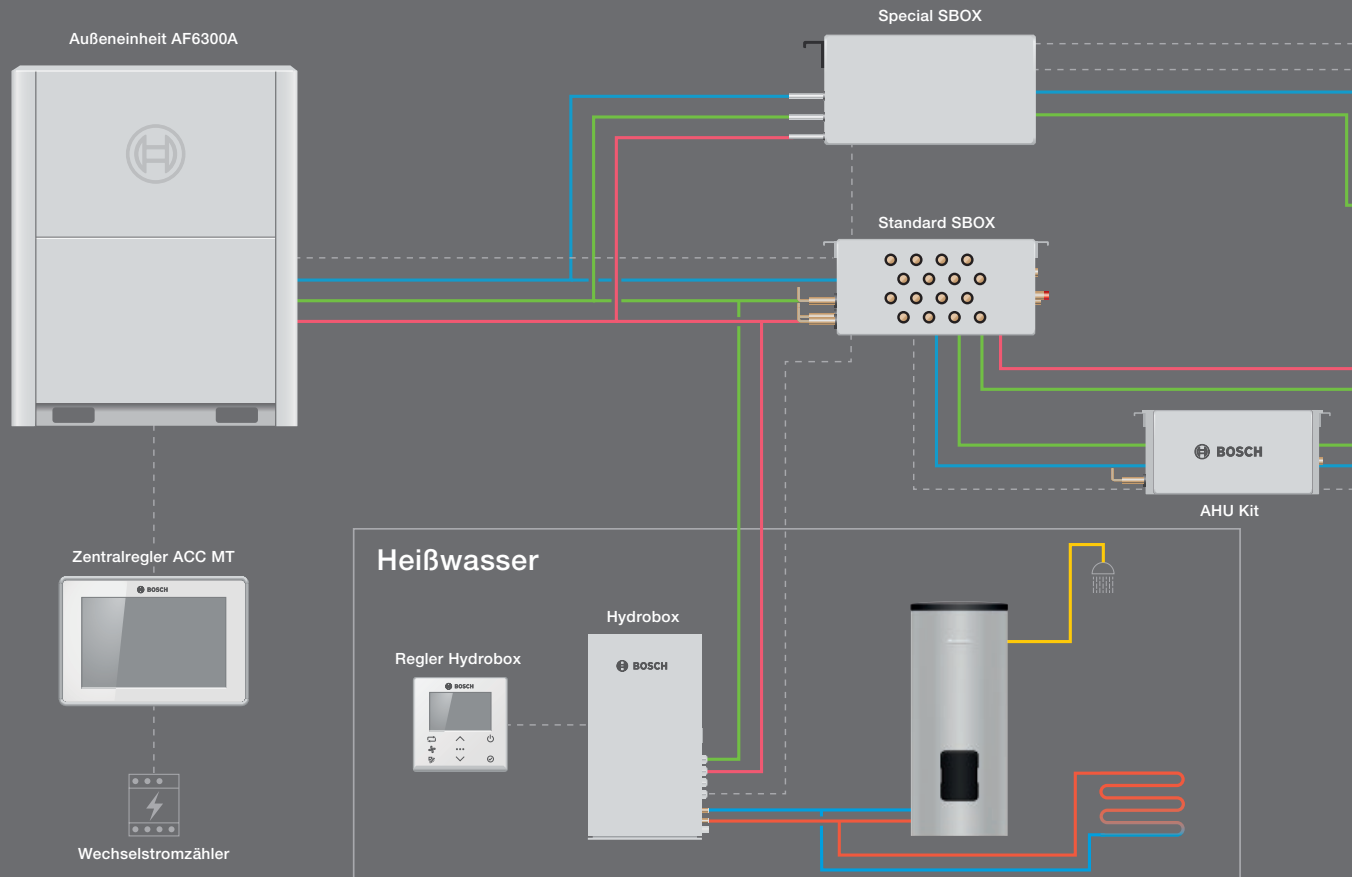 Special SBOX
Außeneinheit AF6300A
Standard SBOX
BOSCH
AHU Kit
Heißwasser
Zentralregler ACC MT
BOSCH
Hydrobox
BOSCH
Regler Hydrobox
BOSCH
Wechselstromzähler